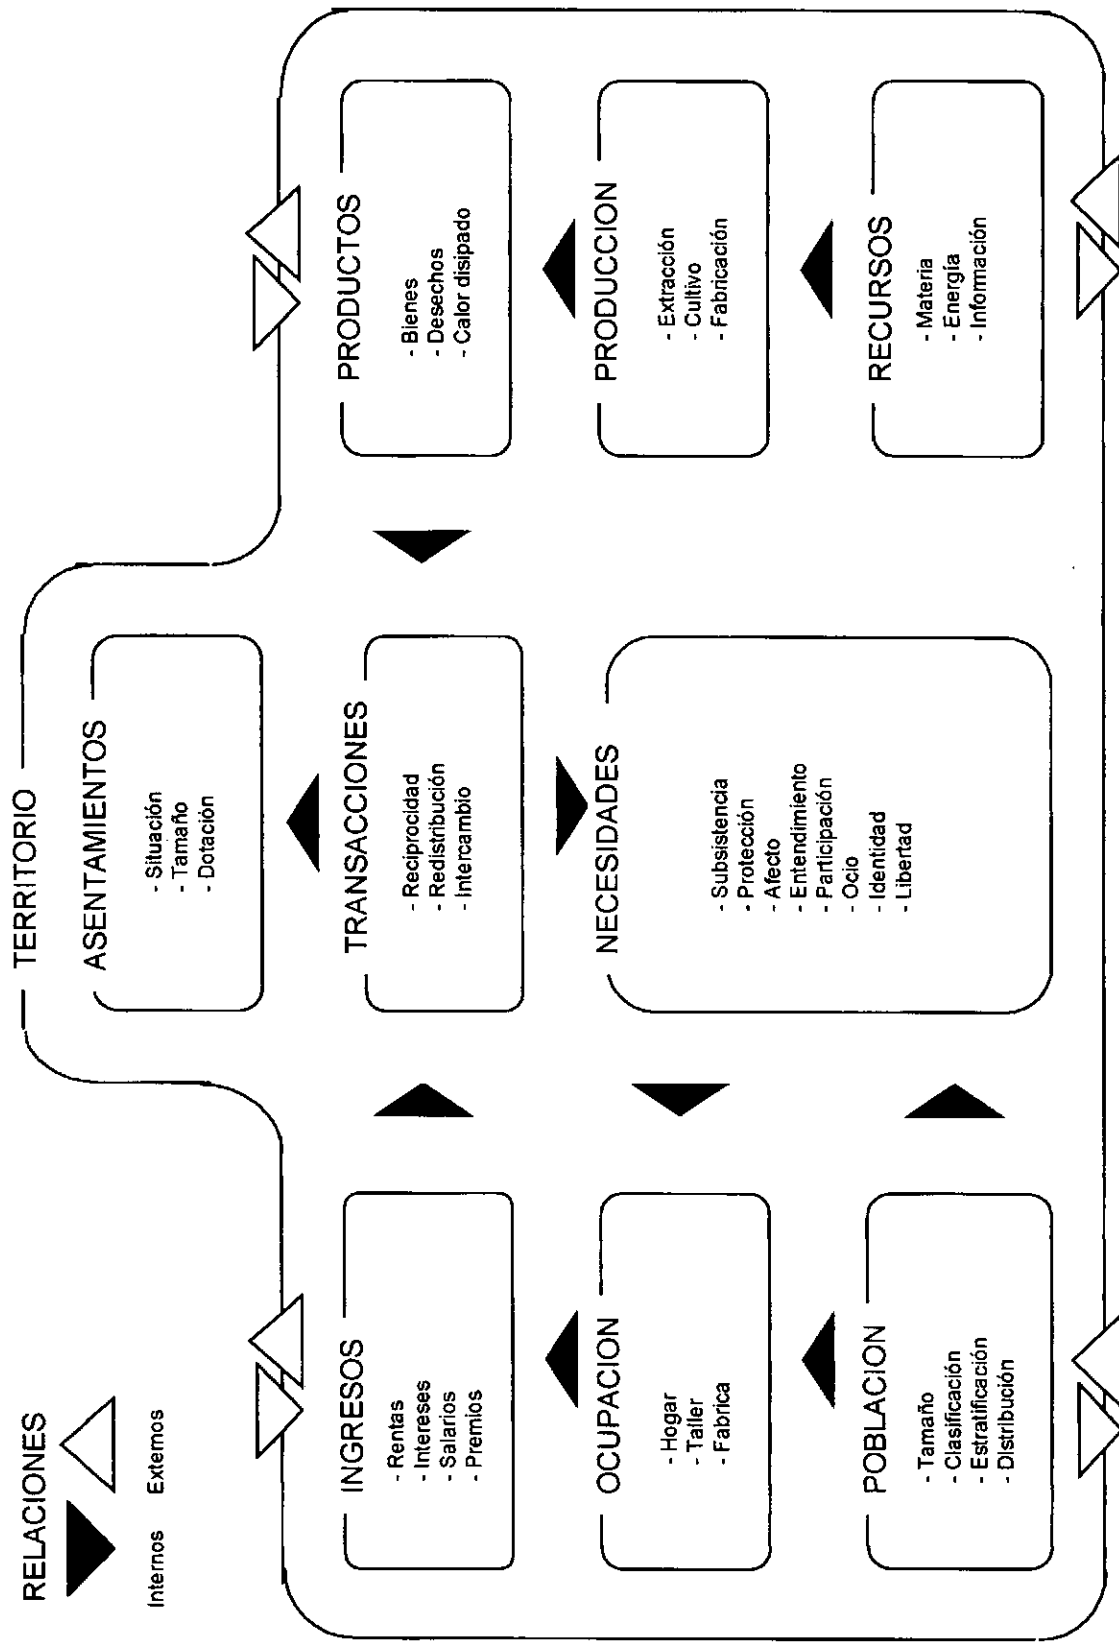 RELACIONES
Internos
Externos
TERRITORIO
ASENTAMIENTOS
- Situación
- Tamaño
- Dotación
INGRESOS
- Rentas
- Intereses
- Salarios
- Premios
TRANSACCIONES
- Reciprocidad
- Redistribución
- Intercambio
PRODUCTOS
- Bienes
- Desechos
- Calor disipado
OCUPACION
- Hogar
- Taller
- Fabrica
NECESIDADES
- Subsistencia
- Protección
- Afecto
- Entendimiento
- Participación
- Ocio
- Identidad
- Libertad
PRODUCCION
- Extracción
- Cultivo
- Fabricación
POBLACION
- Tamaño
- Clasificación
- Estratificación
- Distribución
RECURSOS
- Materia
- Energía
- Información